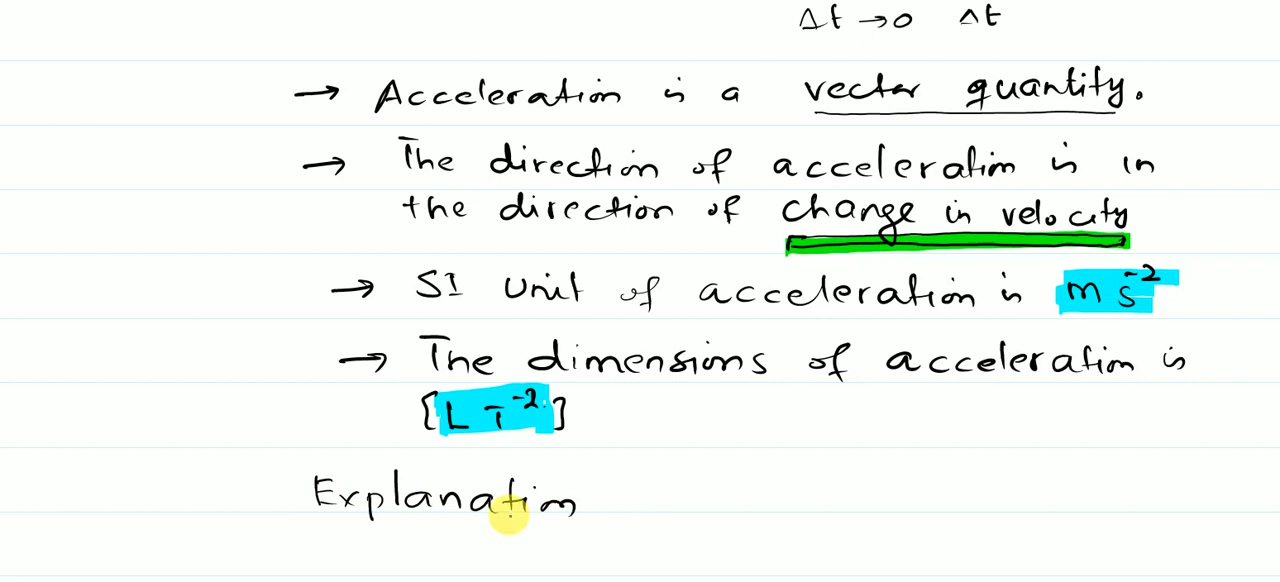 Δt →0 Δt
→ Acceleration is a vector quantity.
→ The direction of acceleration is in
the direction of change in velocity
→ SI unit of acceleration is m s⁻²
→ The dimensions of acceleration is
[L T⁻²]
Explanation